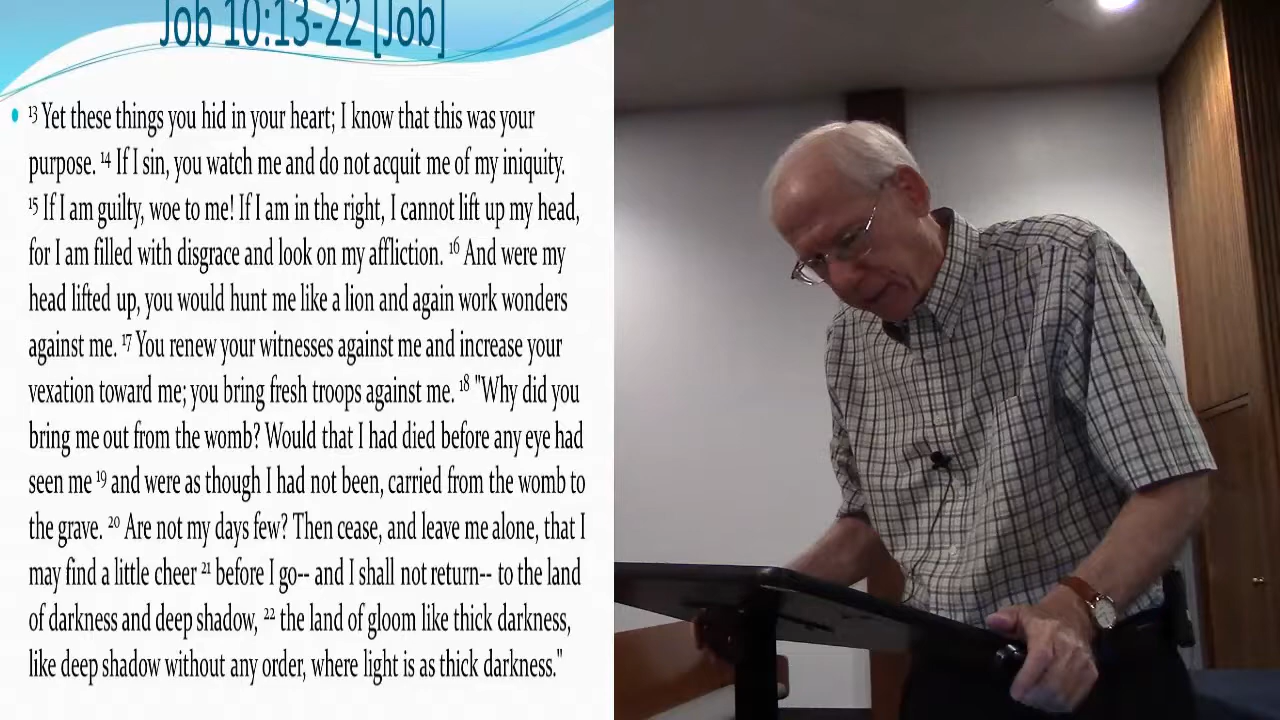 Job 10:13-22 [Job]
• 13 Yet these things you hid in your heart; I know that this was your
purpose. 14 If I sin, you watch me and do not acquit me of my iniquity.
15 If I am guilty, woe to me! If I am in the right, I cannot lift up my head,
for I am filled with disgrace and look on my affliction. 16 And were my
head lifted up, you would hunt me like a lion and again work wonders
against me. 17 You renew your witnesses against me and increase your
vexation toward me; you bring fresh troops against me. 18 "Why did you
bring me out from the womb? Would that I had died before any eye had
seen me 19 and were as though I had not been, carried from the womb to
the grave. 20 Are not my days few? Then cease, and leave me alone, that I
may find a little cheer 21 before I go-- and I shall not return-- to the land
of darkness and deep shadow, 22 the land of gloom like thick darkness,
like deep shadow without any order, where light is as thick darkness."